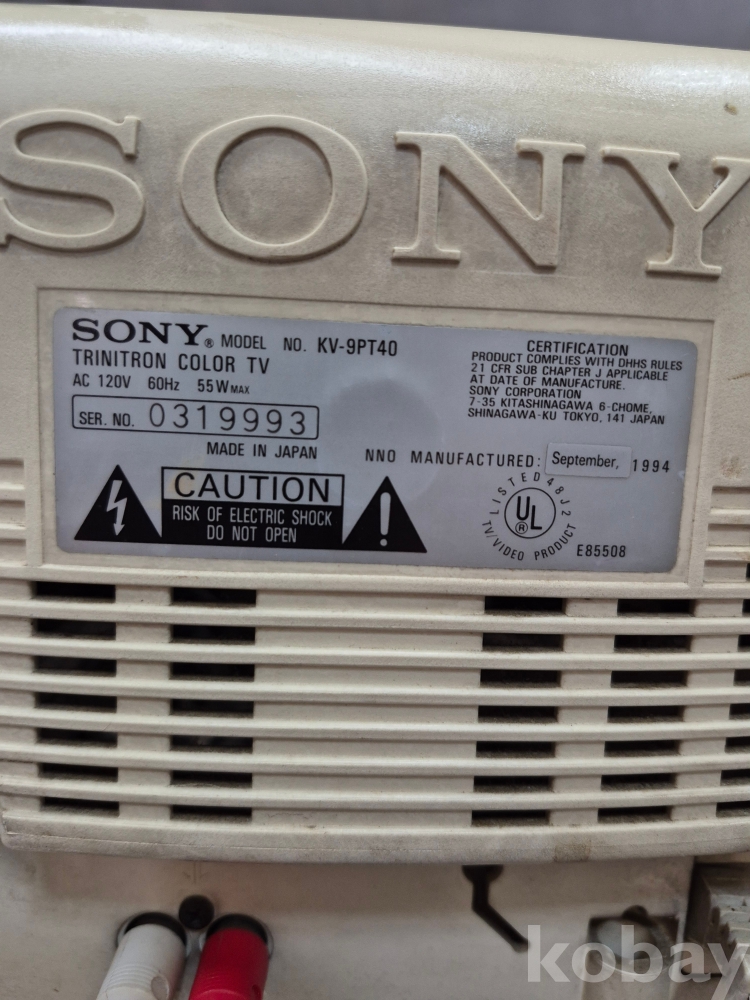 SONY
SONY® MODEL NO. KV-9PT40
TRINITRON COLOR TV
AC 120V 60Hz 55W MAX
SER. NO. 0319993
MADE IN JAPAN
CERTIFICATION
PRODUCT COMPLIES WITH DHHS RULES
21 CFR SUB CHAPTER J APPLICABLE
AT DATE OF MANUFACTURE.
SONY CORPORATION
7-35 KITASHINAGAWA 6-CHOME,
SHINAGAWA-KU TOKYO, 141 JAPAN
NNO MANUFACTURED: September, 1994
CAUTION
RISK OF ELECTRIC SHOCK
DO NOT OPEN
LISTED 48J2
UL®
TV/VIDEO PRODUCT
E85508
kobay